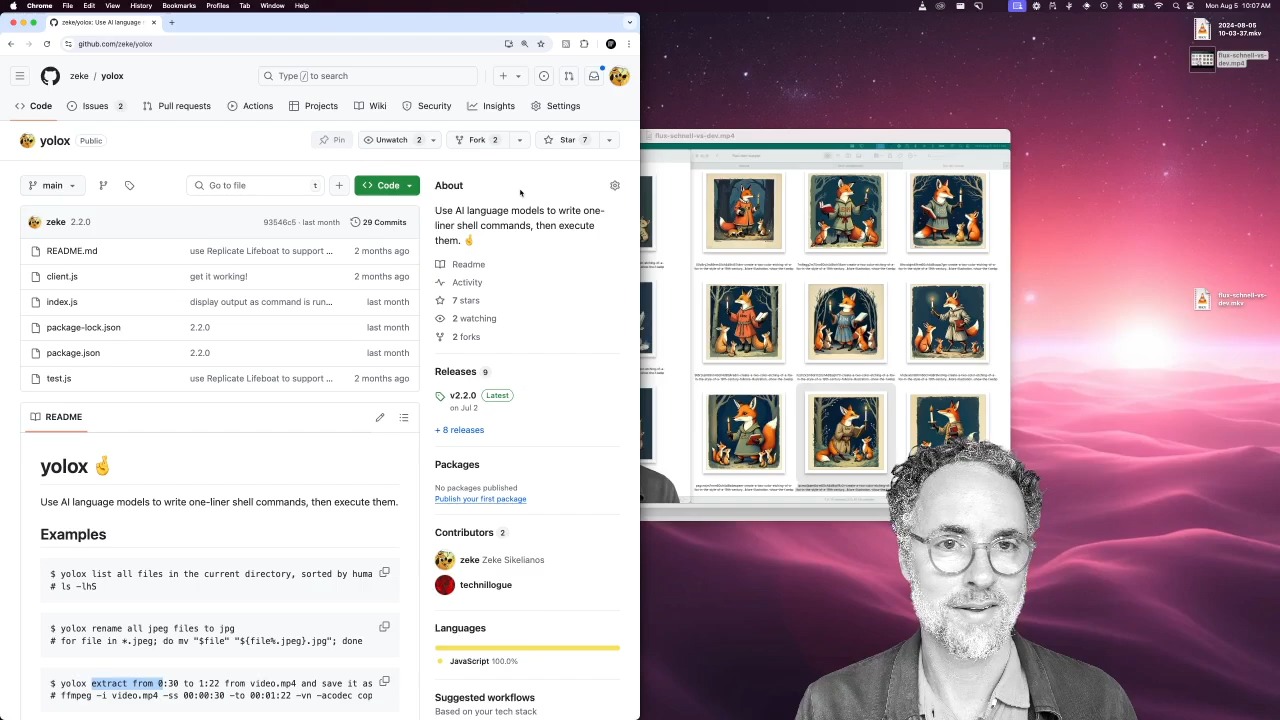 Chrome File Edit View History Bookmarks Profiles Tab Window Help
Mon Aug 5 10:07 AM
zeke/yolox: Use AI language
github.com/zeke/yolox
zeke / yolox
Type / to search
Code
Issues 2
Pull requests
Actions
Projects
Wiki
Security
Insights
Settings
yolox Public
Pin
Unwatch 2
Fork 2
Star 7
main
Go to file t
Code
zeke 2.2.0 93546c5 · last month 29 Commits
README.md use Replicate Lifeboat to support ... 2 months ago
client.js vet it with vercel 2 months ago
index.js display output as command is run... last month
package-lock.json 2.2.0 last month
package.json 2.2.0 last month
test.js use Replicate Lifeboat to support ... 2 months ago
README
yolox 🤞
Use AI language models to write one-liner shell commands, then execute them.
Examples
$ yolox list all files in the current directory, sorted by huma
# ls -lhS
$ yolox rename all jpeg files to jpg
# for file in *.jpeg; do mv "$file" "${file%.jpeg}.jpg"; done
$ yolox extract from 0:30 to 1:22 from video.mp4 and save it as
# ffmpeg -i video.mp4 -ss 00:00:30 -to 00:01:22 -vn -acodec cop
About
Use AI language models to write one-
liner shell commands, then execute
them. 🤞
Readme
Activity
7 stars
2 watching
2 forks
Releases 9
v2.2.0 Latest
on Jul 2
+ 8 releases
Packages
No packages published
Publish your first package
Contributors 2
zeke Zeke Sikelianos
technillogue
Languages
JavaScript 100.0%
Suggested workflows
Based on your tech stack
flux-schnell-vs-dev.mp4
2024-08-05
10-03-37.mkv
flux-schnell-vs-
dev.mp4
flux-schnell-vs-
dev.mkv